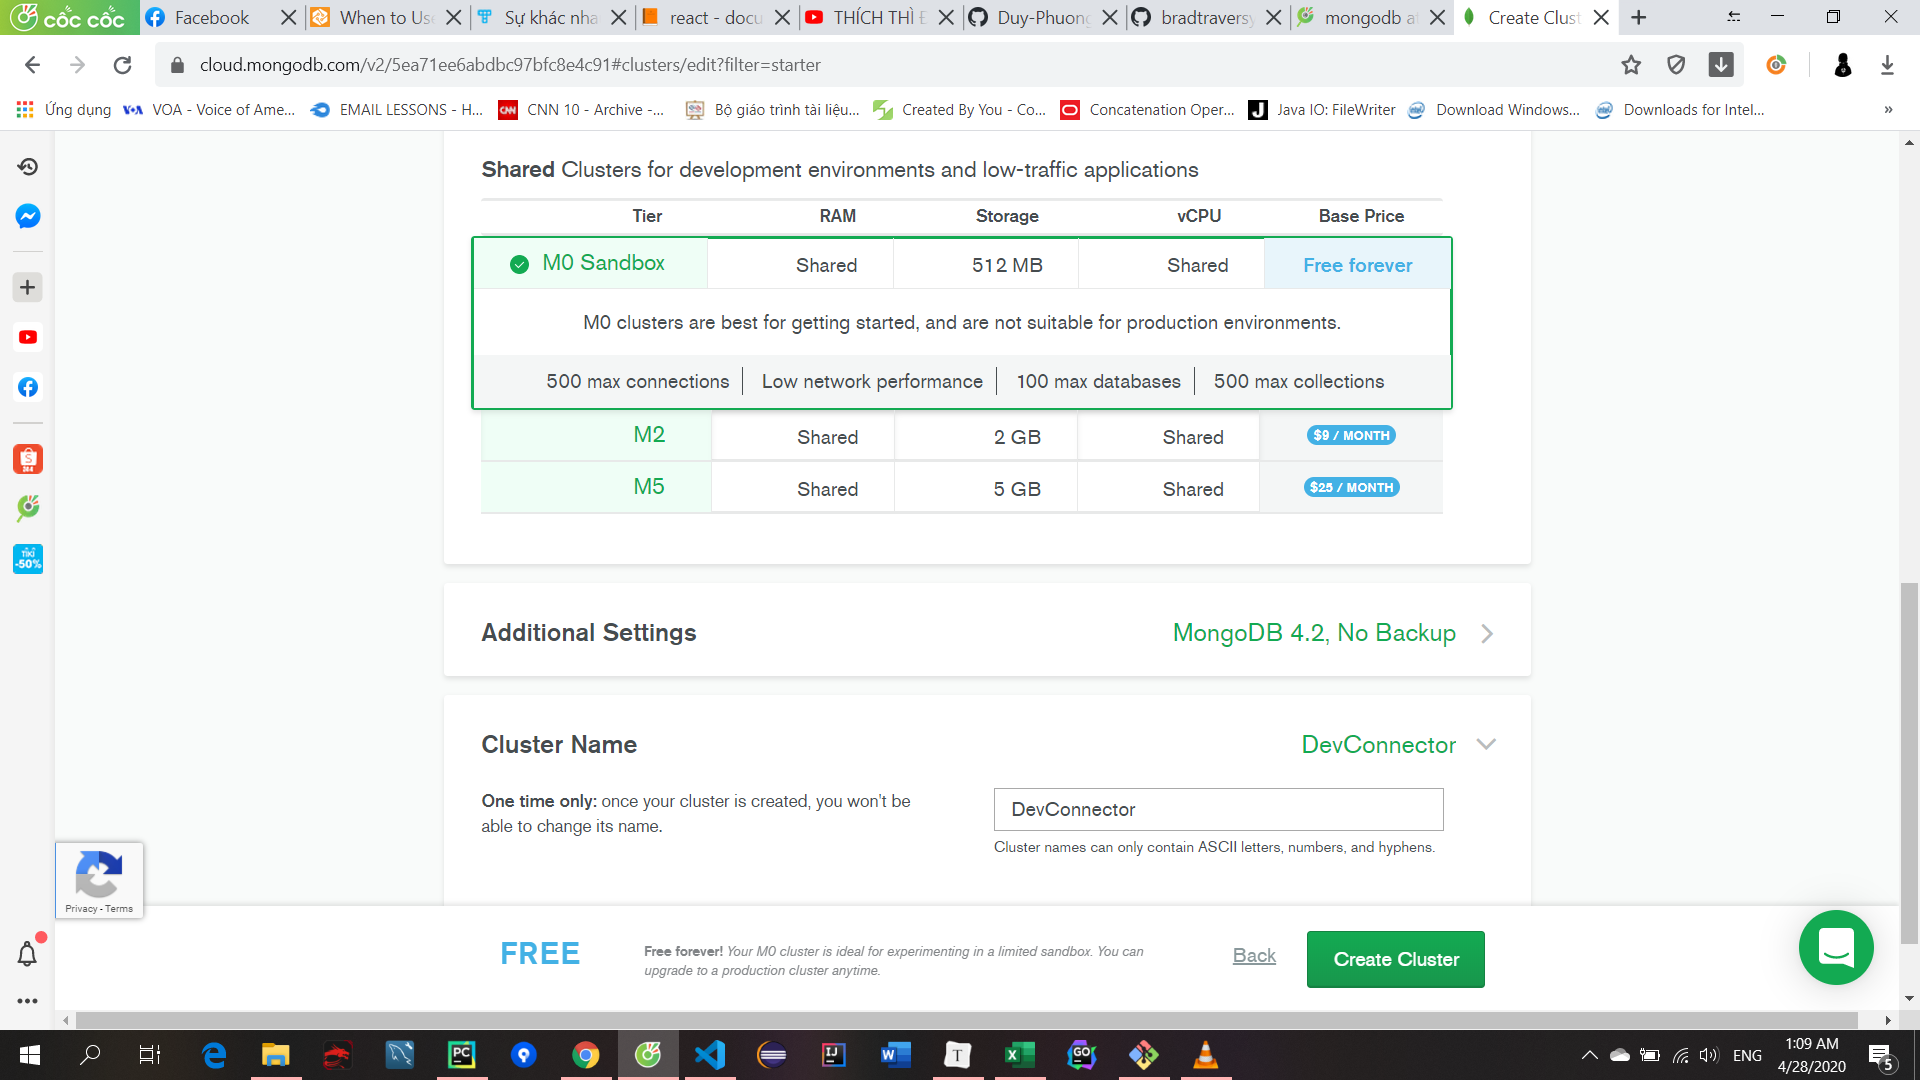 cốc cốc
Facebook
When to Us
Sự khác nha
react - docu
THÍCH THÌ Đ
Duy-Phuong
bradtraversy
mongodb at
Create Clust
cloud.mongodb.com/v2/5ea71ee6abdbc97bfc8e4c91#clusters/edit?filter=starter
Ứng dụng
VOA - Voice of Ame...
EMAIL LESSONS - H...
CNN 10 - Archive -...
Bộ giáo trình tài liệu...
Created By You - Co...
Concatenation Oper...
Java IO: FileWriter
Download Windows...
Downloads for Intel...
»
Shared Clusters for development environments and low-traffic applications
Tier RAM Storage vCPU Base Price
M0 Sandbox Shared 512 MB Shared Free forever
M0 clusters are best for getting started, and are not suitable for production environments.
500 max connections Low network performance 100 max databases 500 max collections
M2 Shared 2 GB Shared $9 / MONTH
M5 Shared 5 GB Shared $25 / MONTH
TIKI
-50%
Additional Settings MongoDB 4.2, No Backup
Cluster Name DevConnector
One time only: once your cluster is created, you won't be
able to change its name.
DevConnector
Cluster names can only contain ASCII letters, numbers, and hyphens.
Privacy - Terms
FREE
Free forever! Your M0 cluster is ideal for experimenting in a limited sandbox. You can
upgrade to a production cluster anytime.
Back
Create Cluster
ENG
1:09 AM
4/28/2020
5